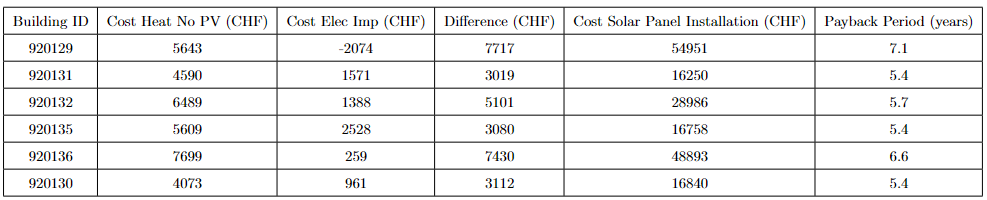 Building ID Cost Heat No PV (CHF) Cost Elec Imp (CHF) Difference (CHF) Cost Solar Panel Installation (CHF) Payback Period (years)
920129 5643 -2074 7717 54951 7.1
920131 4590 1571 3019 16250 5.4
920132 6489 1388 5101 28986 5.7
920135 5609 2528 3080 16758 5.4
920136 7699 259 7430 48893 6.6
920130 4073 961 3112 16840 5.4